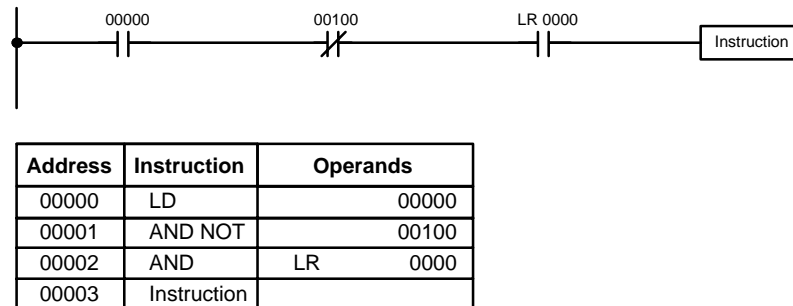 00000 00100 LR 0000
Instruction
Address Instruction Operands
00000 LD 00000
00001 AND NOT 00100
00002 AND LR 0000
00003 Instruction